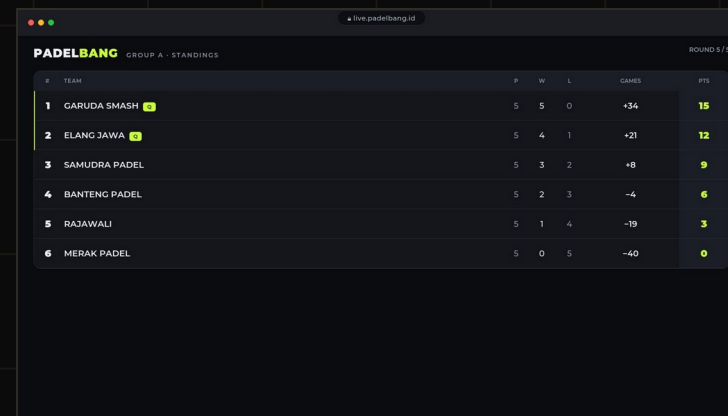 live.padelbang.id
PADELBANG GROUP A · STANDINGS
ROUND 5 / 5
# TEAM P W L GAMES PTS
1 GARUDA SMASH Q 5 5 0 +34 15
2 ELANG JAWA Q 5 4 1 +21 12
3 SAMUDRA PADEL 5 3 2 +8 9
4 BANTENG PADEL 5 2 3 −4 6
5 RAJAWALI 5 1 4 −19 3
6 MERAK PADEL 5 0 5 −40 0